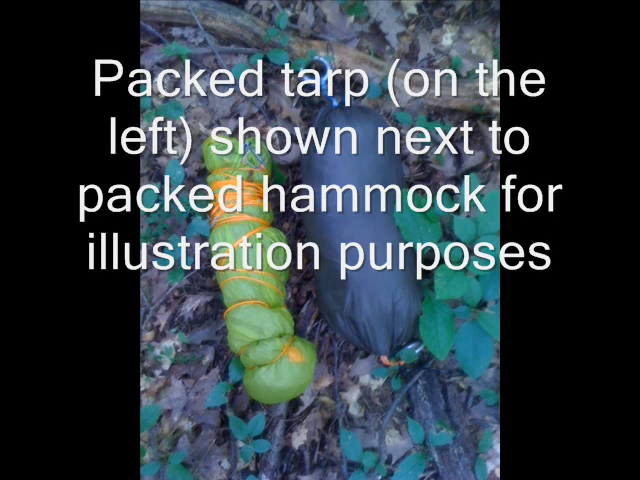 Packed tarp (on the
left) shown next to
packed hammock for
illustration purposes